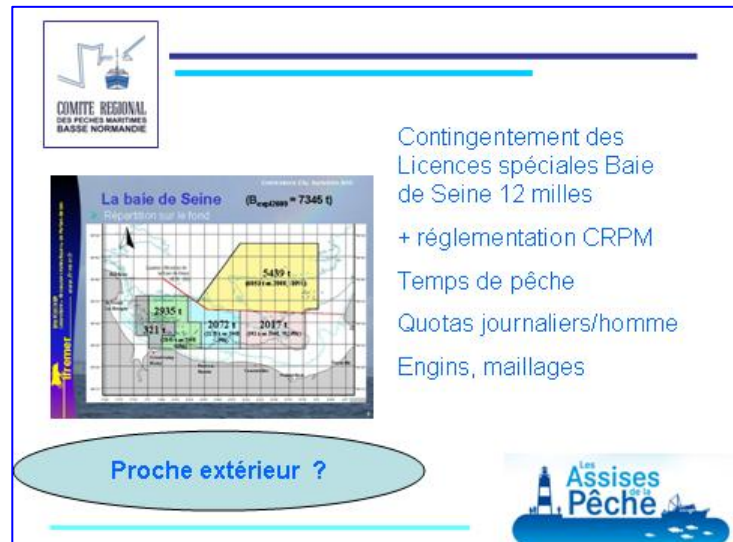 COMITE REGIONAL
DES PECHES MARITIMES
BASSE NORMANDIE
Contingentement des
Licences spéciales Baie
de Seine 12 milles
+ réglementation CRPM
Temps de pêche
Quotas journaliers/homme
Engins, maillages
La baie de Seine
Répartition sur le fond
5439 t
2935 t
2072 t
2017 t
321 t
ifremer
Proche extérieur ?
Les
Assises
de la
Pêche